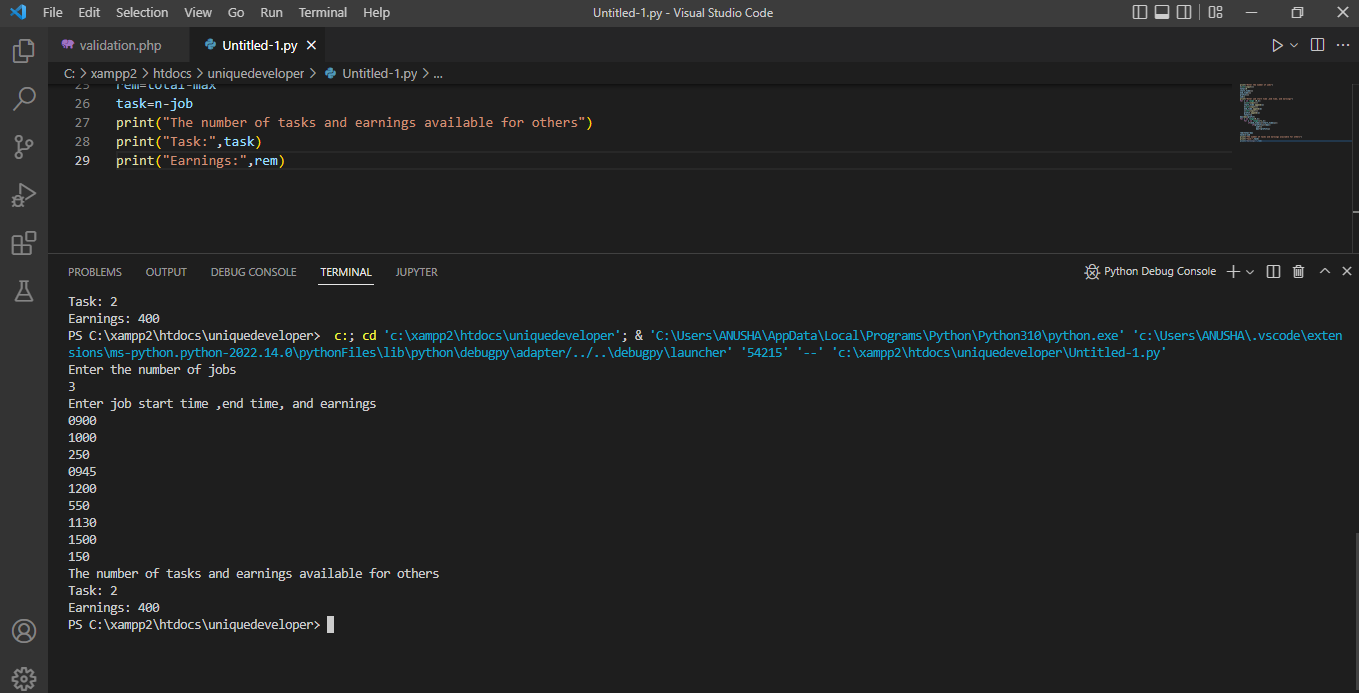 File Edit Selection View Go Run Terminal Help Untitled-1.py - Visual Studio Code
validation.php Untitled-1.py
C: > xampp2 > htdocs > uniquedeveloper > Untitled-1.py > ...
25 rem=total-max
26 task=n-job
27 print("The number of tasks and earnings available for others")
28 print("Task:",task)
29 print("Earnings:",rem)
PROBLEMS OUTPUT DEBUG CONSOLE TERMINAL JUPYTER Python Debug Console
Task: 2
Earnings: 400
PS C:\xampp2\htdocs\uniquedeveloper>  c:; cd 'c:\xampp2\htdocs\uniquedeveloper'; & 'C:\Users\ANUSHA\AppData\Local\Programs\Python\Python310\python.exe' 'c:\Users\ANUSHA\.vscode\exten
sions\ms-python.python-2022.14.0\pythonFiles\lib\python\debugpy\adapter/../..\debugpy\launcher' '54215' '--' 'c:\xampp2\htdocs\uniquedeveloper\Untitled-1.py'
Enter the number of jobs
3
Enter job start time ,end time, and earnings
0900
1000
250
0945
1200
550
1130
1500
150
The number of tasks and earnings available for others
Task: 2
Earnings: 400
PS C:\xampp2\htdocs\uniquedeveloper>